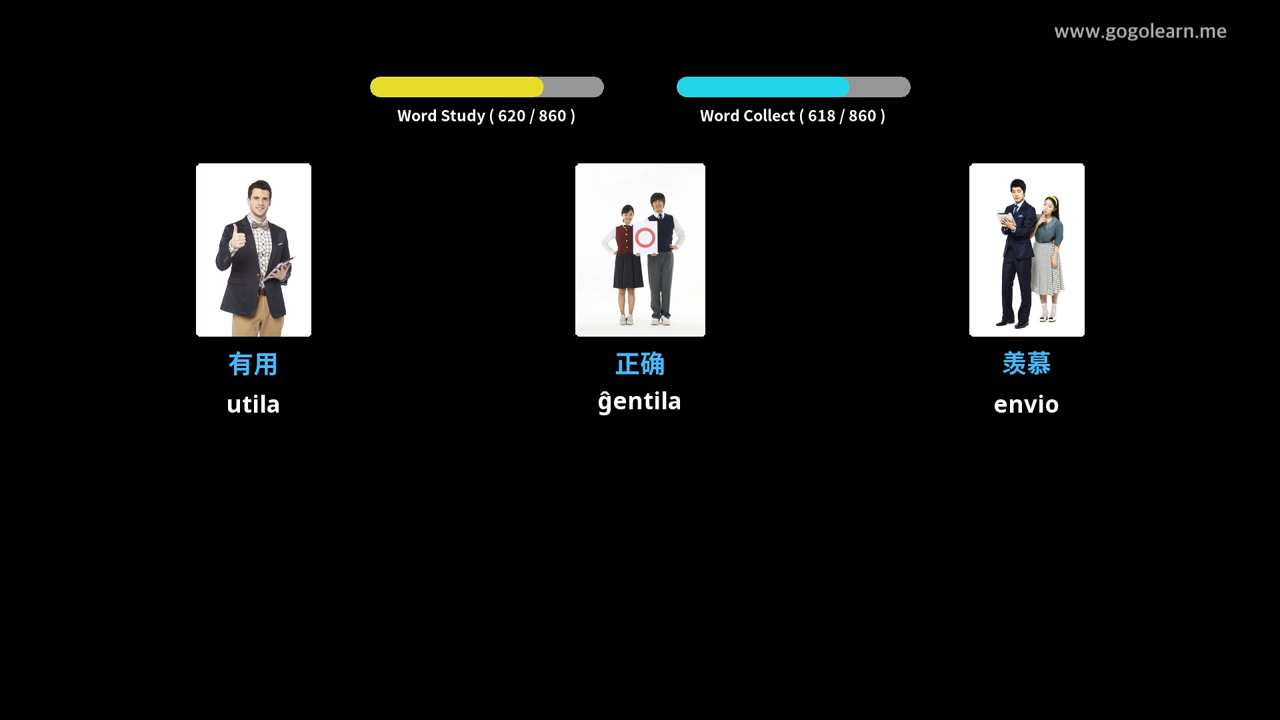 www.gogolearn.me
Word Study ( 620 / 860 )
Word Collect ( 618 / 860 )
有用
正确
羡慕
utila
ĝentila
envio